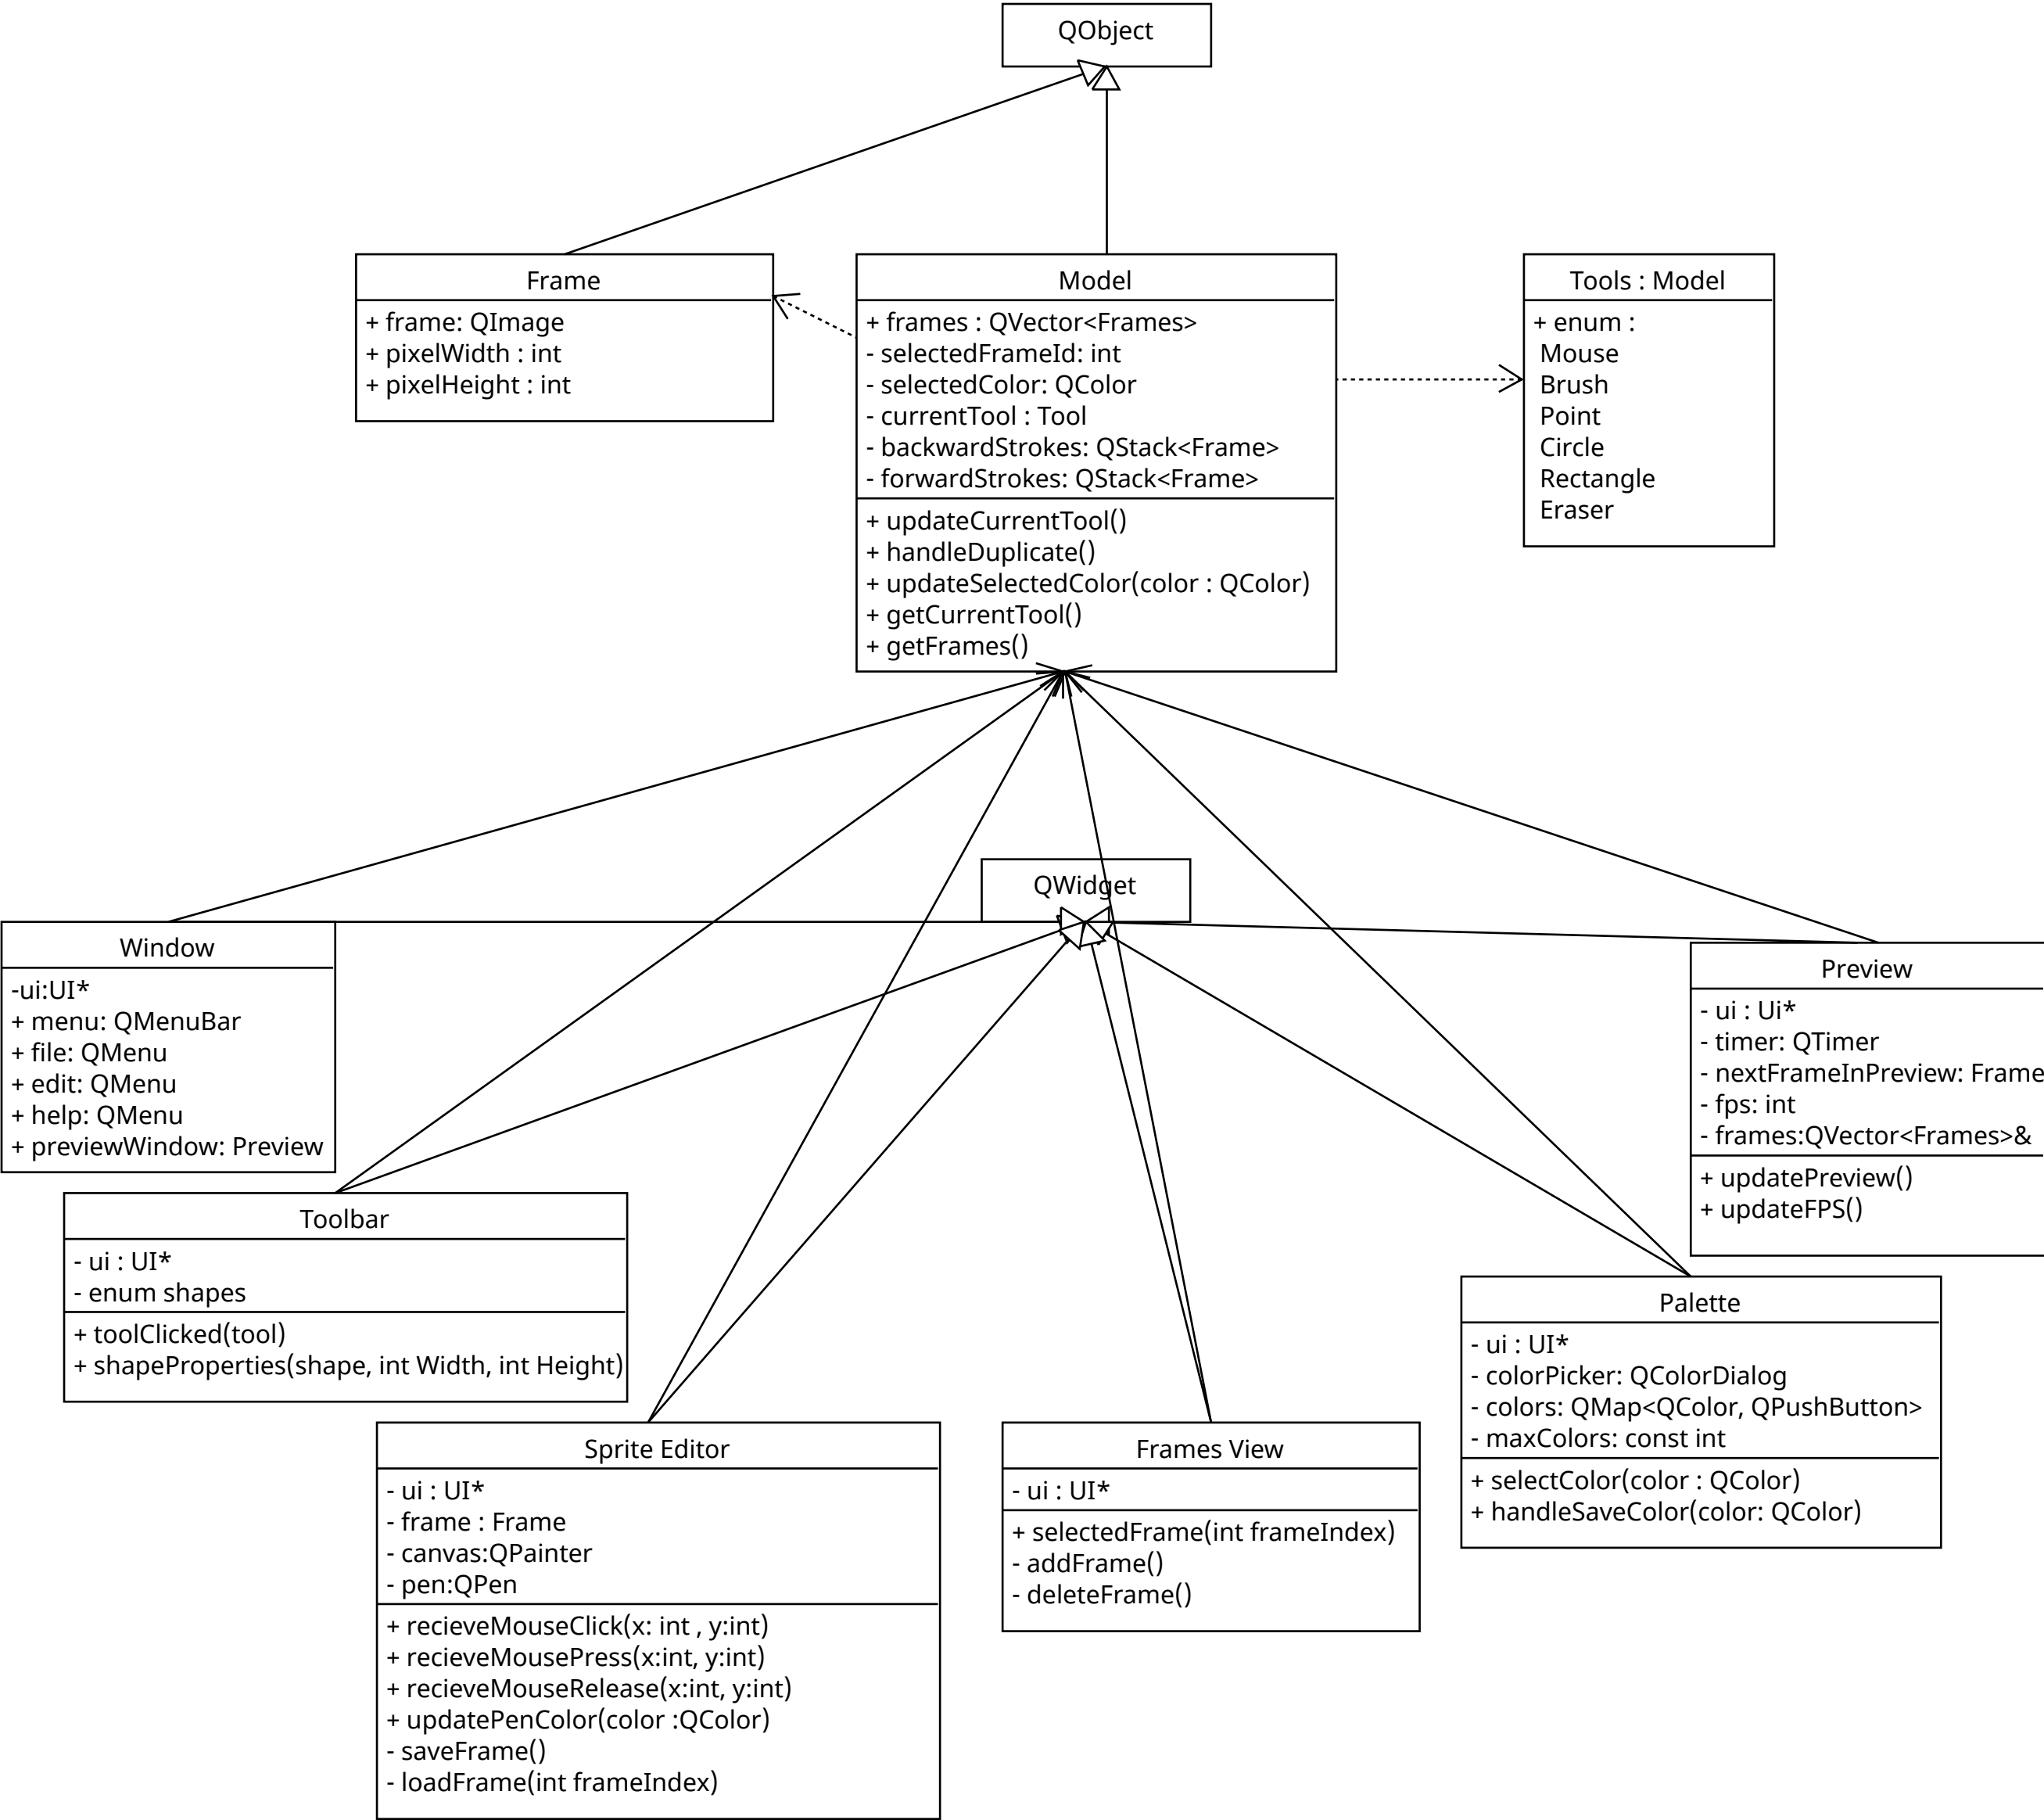 QObject
Frame
+ frame: QImage
+ pixelWidth : int
+ pixelHeight : int
Model
+ frames : QVector<Frames>
- selectedFrameId: int
- selectedColor: QColor
- currentTool : Tool
- backwardStrokes: QStack<Frame>
- forwardStrokes: QStack<Frame>
+ updateCurrentTool()
+ handleDuplicate()
+ updateSelectedColor(color : QColor)
+ getCurrentTool()
+ getFrames()
Tools : Model
+ enum :
Mouse
Brush
Point
Circle
Rectangle
Eraser
QWidget
Window
-ui:UI*
+ menu: QMenuBar
+ file: QMenu
+ edit: QMenu
+ help: QMenu
+ previewWindow: Preview
Preview
- ui : Ui*
- timer: QTimer
- nextFrameInPreview: Frame
- fps: int
- frames:QVector<Frames>&
+ updatePreview()
+ updateFPS()
Toolbar
- ui : UI*
- enum shapes
+ toolClicked(tool)
+ shapeProperties(shape, int Width, int Height)
Palette
- ui : UI*
- colorPicker: QColorDialog
- colors: QMap<QColor, QPushButton>
- maxColors: const int
+ selectColor(color : QColor)
+ handleSaveColor(color: QColor)
Sprite Editor
- ui : UI*
- frame : Frame
- canvas:QPainter
- pen:QPen
+ recieveMouseClick(x: int , y:int)
+ recieveMousePress(x:int, y:int)
+ recieveMouseRelease(x:int, y:int)
+ updatePenColor(color :QColor)
- saveFrame()
- loadFrame(int frameIndex)
Frames View
- ui : UI*
+ selectedFrame(int frameIndex)
- addFrame()
- deleteFrame()